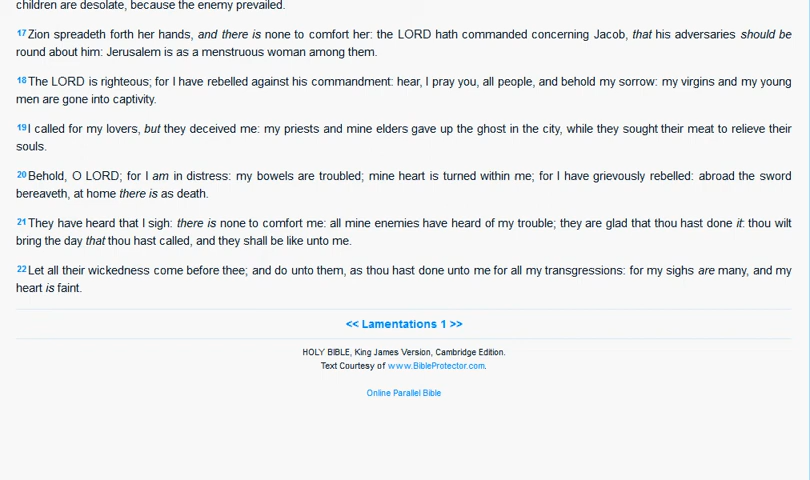 children are desolate, because the enemy prevailed.
17Zion spreadeth forth her hands, and there is none to comfort her: the LORD hath commanded concerning Jacob, that his adversaries should be
round about him: Jerusalem is as a menstruous woman among them.
18The LORD is righteous; for I have rebelled against his commandment: hear, I pray you, all people, and behold my sorrow: my virgins and my young
men are gone into captivity.
19I called for my lovers, but they deceived me: my priests and mine elders gave up the ghost in the city, while they sought their meat to relieve their
souls.
20Behold, O LORD; for I am in distress: my bowels are troubled; mine heart is turned within me; for I have grievously rebelled: abroad the sword
bereaveth, at home there is as death.
21They have heard that I sigh: there is none to comfort me: all mine enemies have heard of my trouble; they are glad that thou hast done it: thou wilt
bring the day that thou hast called, and they shall be like unto me.
22Let all their wickedness come before thee; and do unto them, as thou hast done unto me for all my transgressions: for my sighs are many, and my
heart is faint.
<< Lamentations 1 >>
HOLY BIBLE, King James Version, Cambridge Edition.
Text Courtesy of www.BibleProtector.com.
Online Parallel Bible